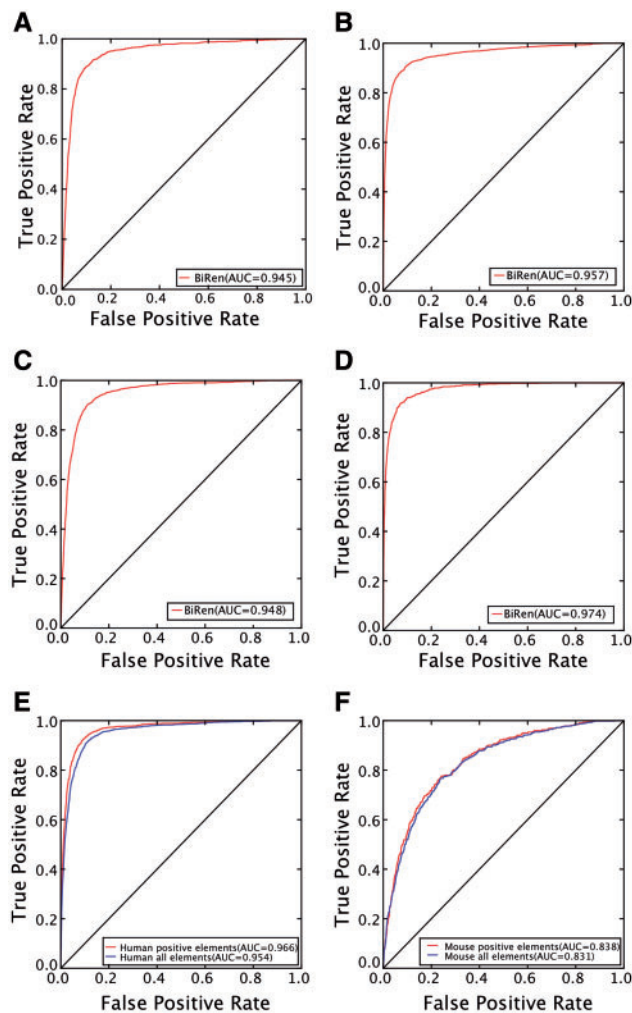 A
1.0
0.8
0.6
0.4
0.2
0.0
0.0 0.2 0.4 0.6 0.8 1.0
True Positive Rate
False Positive Rate
BiRen(AUC=0.945)
B
1.0
0.8
0.6
0.4
0.2
0.0
0.0 0.2 0.4 0.6 0.8 1.0
True Positive Rate
False Positive Rate
BiRen(AUC=0.957)
C
1.0
0.8
0.6
0.4
0.2
0.0
0.0 0.2 0.4 0.6 0.8 1.0
True Positive Rate
False Positive Rate
BiRen(AUC=0.948)
D
1.0
0.8
0.6
0.4
0.2
0.0
0.0 0.2 0.4 0.6 0.8 1.0
True Positive Rate
False Positive Rate
BiRen(AUC=0.974)
E
1.0
0.8
0.6
0.4
0.2
0.0
0.0 0.2 0.4 0.6 0.8 1.0
True Positive Rate
False Positive Rate
Human positive elements(AUC=0.966)
Human all elements(AUC=0.954)
F
1.0
0.8
0.6
0.4
0.2
0.0
0.0 0.2 0.4 0.6 0.8 1.0
True Positive Rate
False Positive Rate
Mouse positive elements(AUC=0.838)
Mouse all elements(AUC=0.831)